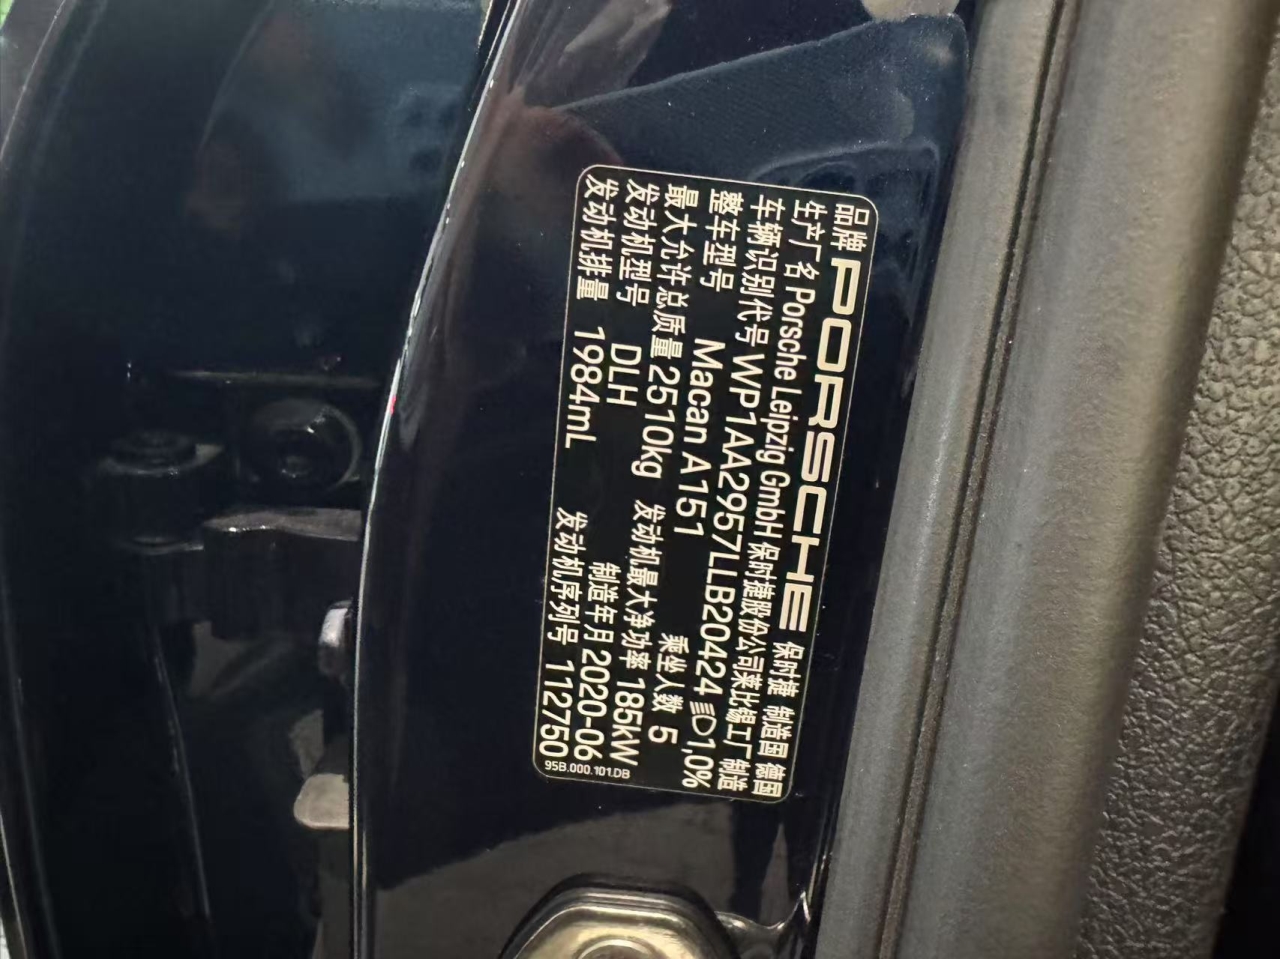 品牌 PORSCHE 保时捷 制造国 德国
生产厂名 Porsche Leipzig GmbH 保时捷股份公司莱比锡工厂制造
车辆识别代号 WP1AA2957LLB20424 1,0%
整车型号 Macan A151 乘坐人数 5
最大允许总质量 2510kg 发动机最大净功率 185kW
发动机型号 DLH 制造年月 2020-06
发动机排量 1984mL 发动机序列号 112750
95B.000.101.DB